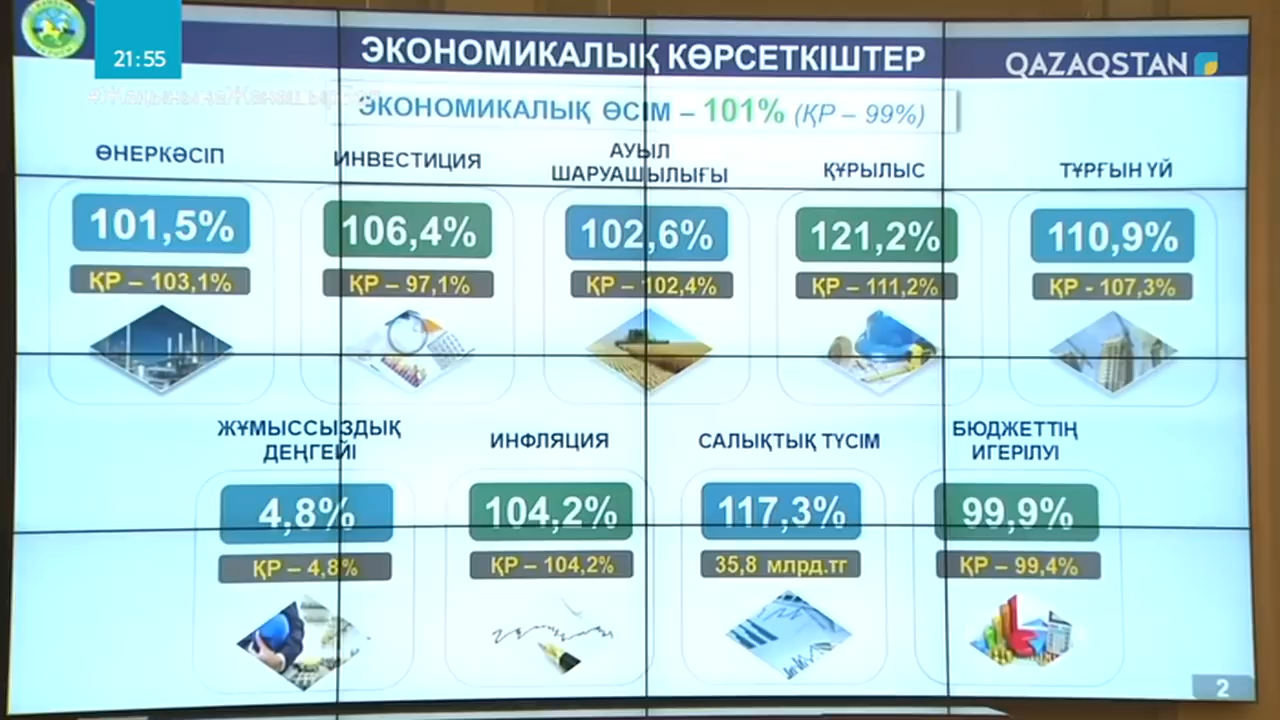 21:55
ЭКОНОМИКАЛЫҚ КӨРСЕТКІШТЕР
QAZAQSTAN
ЭКОНОМИКАЛЫҚ ӨСІМ – 101% (ҚР – 99%)
ӨНЕРКӘСІП
101,5%
ҚР – 103,1%
ИНВЕСТИЦИЯ
106,4%
ҚР – 97,1%
АУЫЛ
ШАРУАШЫЛЫҒЫ
102,6%
ҚР – 102,4%
ҚҰРЫЛЫС
121,2%
ҚР – 111,2%
ТҰРҒЫН ҮЙ
110,9%
ҚР - 107,3%
ЖҰМЫССЫЗДЫҚ
ДЕҢГЕЙІ
4,8%
ҚР – 4,8%
ИНФЛЯЦИЯ
104,2%
ҚР – 104,2%
САЛЫҚТЫҚ ТҮСІМ
117,3%
35,8 млрд.тг
БЮДЖЕТТІҢ
ИГЕРІЛУІ
99,9%
ҚР – 99,4%
2